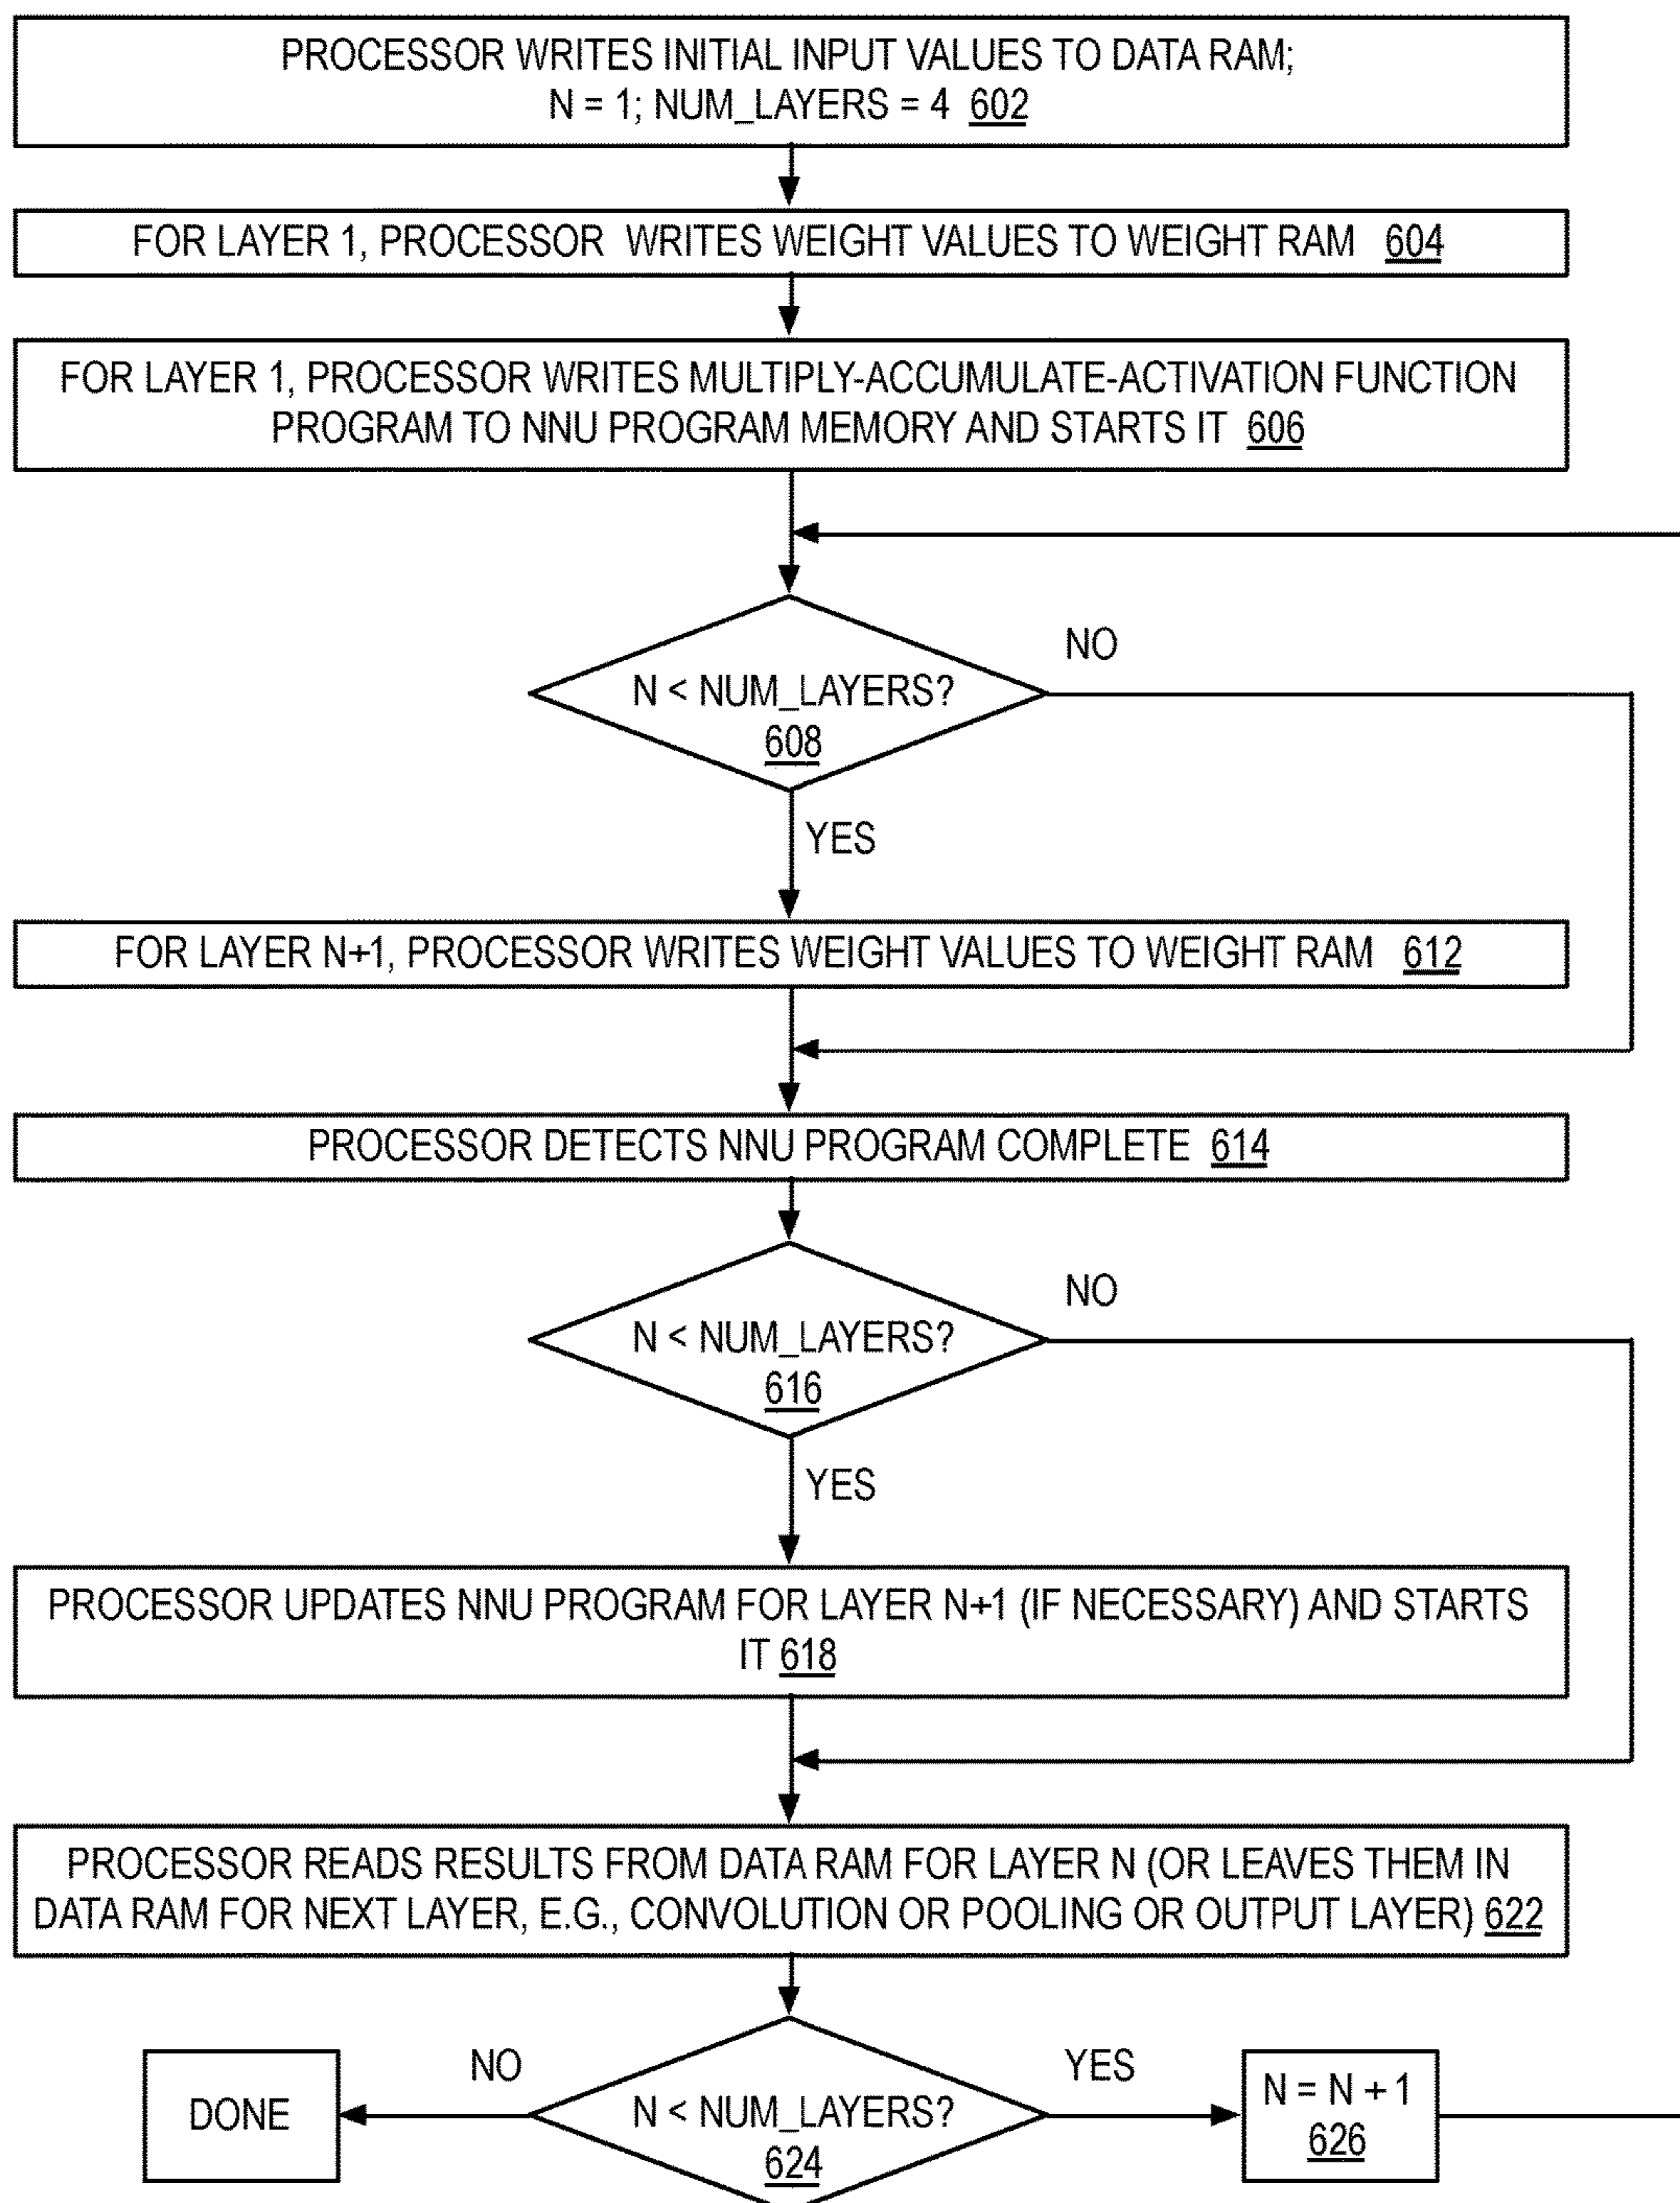 PROCESSOR WRITES INITIAL INPUT VALUES TO DATA RAM;
N = 1; NUM_LAYERS = 4 602
FOR LAYER 1, PROCESSOR WRITES WEIGHT VALUES TO WEIGHT RAM 604
FOR LAYER 1, PROCESSOR WRITES MULTIPLY-ACCUMULATE-ACTIVATION FUNCTION
PROGRAM TO NNU PROGRAM MEMORY AND STARTS IT 606
NO
N < NUM_LAYERS?
608
YES
FOR LAYER N+1, PROCESSOR WRITES WEIGHT VALUES TO WEIGHT RAM 612
PROCESSOR DETECTS NNU PROGRAM COMPLETE 614
NO
N < NUM_LAYERS?
616
YES
PROCESSOR UPDATES NNU PROGRAM FOR LAYER N+1 (IF NECESSARY) AND STARTS
IT 618
PROCESSOR READS RESULTS FROM DATA RAM FOR LAYER N (OR LEAVES THEM IN
DATA RAM FOR NEXT LAYER, E.G., CONVOLUTION OR POOLING OR OUTPUT LAYER) 622
DONE
NO
N < NUM_LAYERS?
624
YES
N = N + 1
626